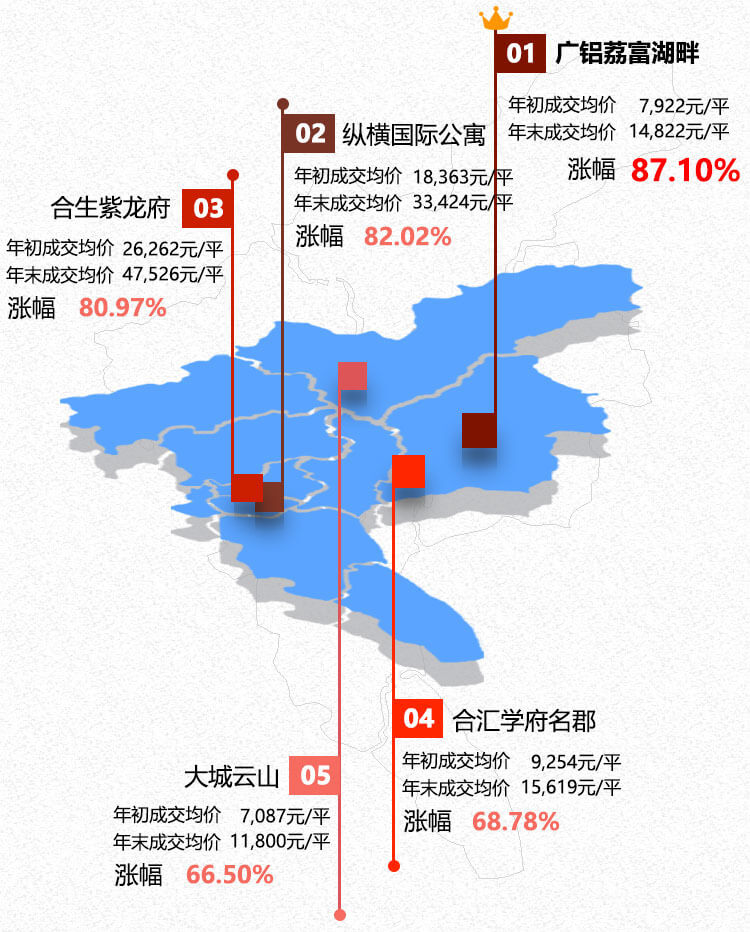 01 广铝荔富湖畔
年初成交均价 7,922元/平
年末成交均价 14,822元/平
涨幅 87.10%
02 纵横国际公寓
年初成交均价 18,363元/平
年末成交均价 33,424元/平
涨幅 82.02%
合生紫龙府 03
年初成交均价 26,262元/平
年末成交均价 47,526元/平
涨幅 80.97%
04 合汇学府名郡
年初成交均价 9,254元/平
年末成交均价 15,619元/平
涨幅 68.78%
大城云山 05
年初成交均价 7,087元/平
年末成交均价 11,800元/平
涨幅 66.50%